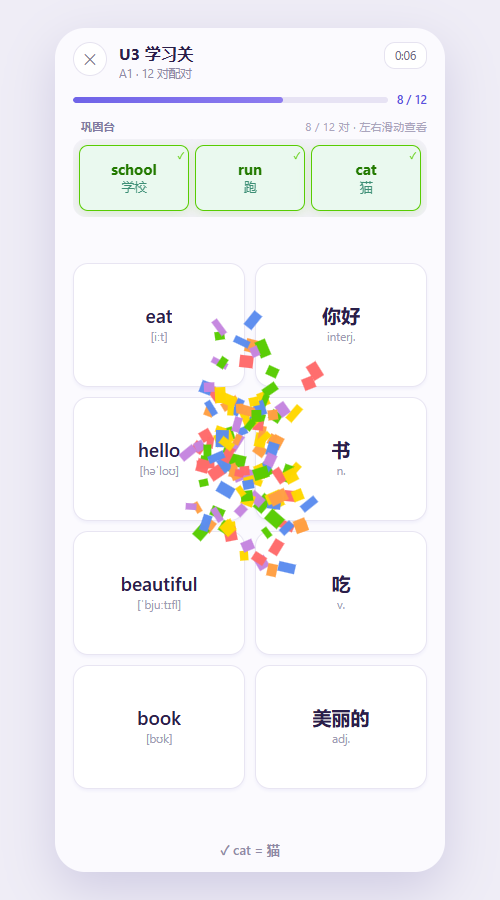 U3 学习关
0:06
A1 · 12 对配对
8 / 12
巩固台
8 / 12 对 · 左右滑动查看
school
学校
✓
run
跑
✓
cat
猫
✓
eat
[iːt]
你好
interj.
hello
[həˈloʊ]
书
n.
beautiful
[ˈbjuːtɪfl]
吃
v.
book
[bʊk]
美丽的
adj.
✓ cat = 猫